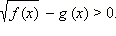 √f(x) − g(x) > 0.